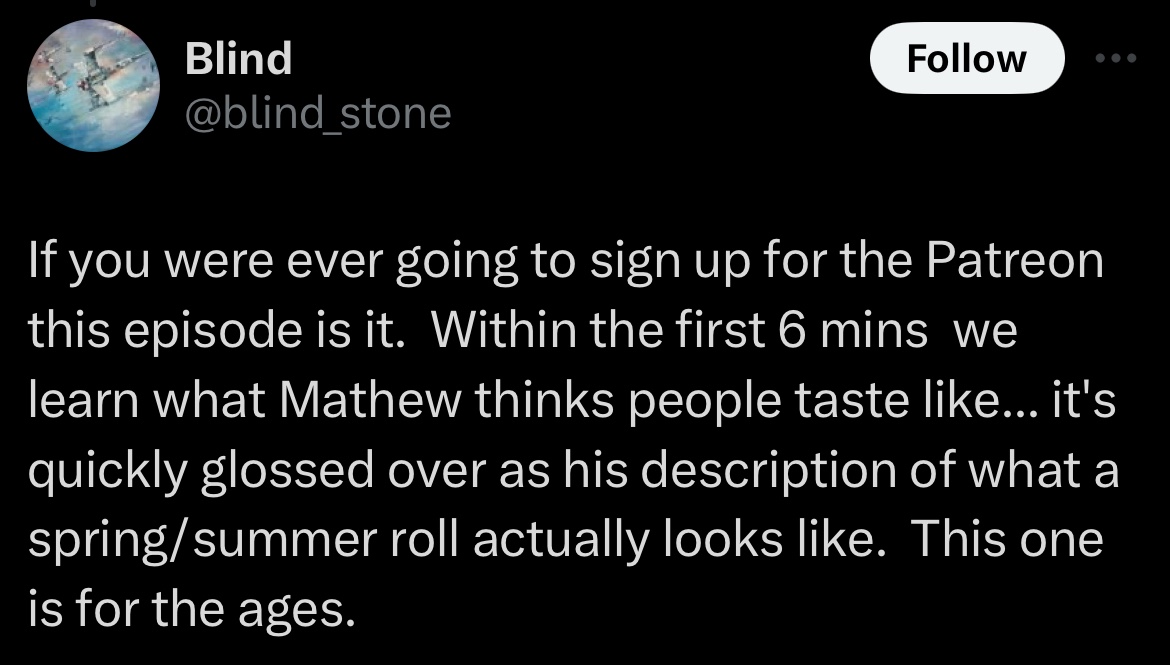 Blind
@blind_stone
Follow
If you were ever going to sign up for the Patreon
this episode is it.  Within the first 6 mins  we
learn what Mathew thinks people taste like... it's
quickly glossed over as his description of what a
spring/summer roll actually looks like.  This one
is for the ages.